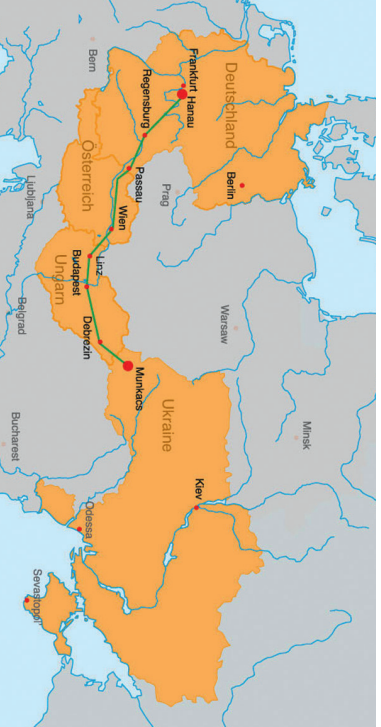 Deutschland
Berlin
Frankfurt
Hanau
Regensburg
Bern
Passau
Prag
Österreich
Wien
Linz
Ljubljana
Budapest
Ungarn
Belgrad
Debrezin
Munkacs
Warsaw
Minsk
Ukraine
Kiev
Bucharest
Odessa
Sevastopol